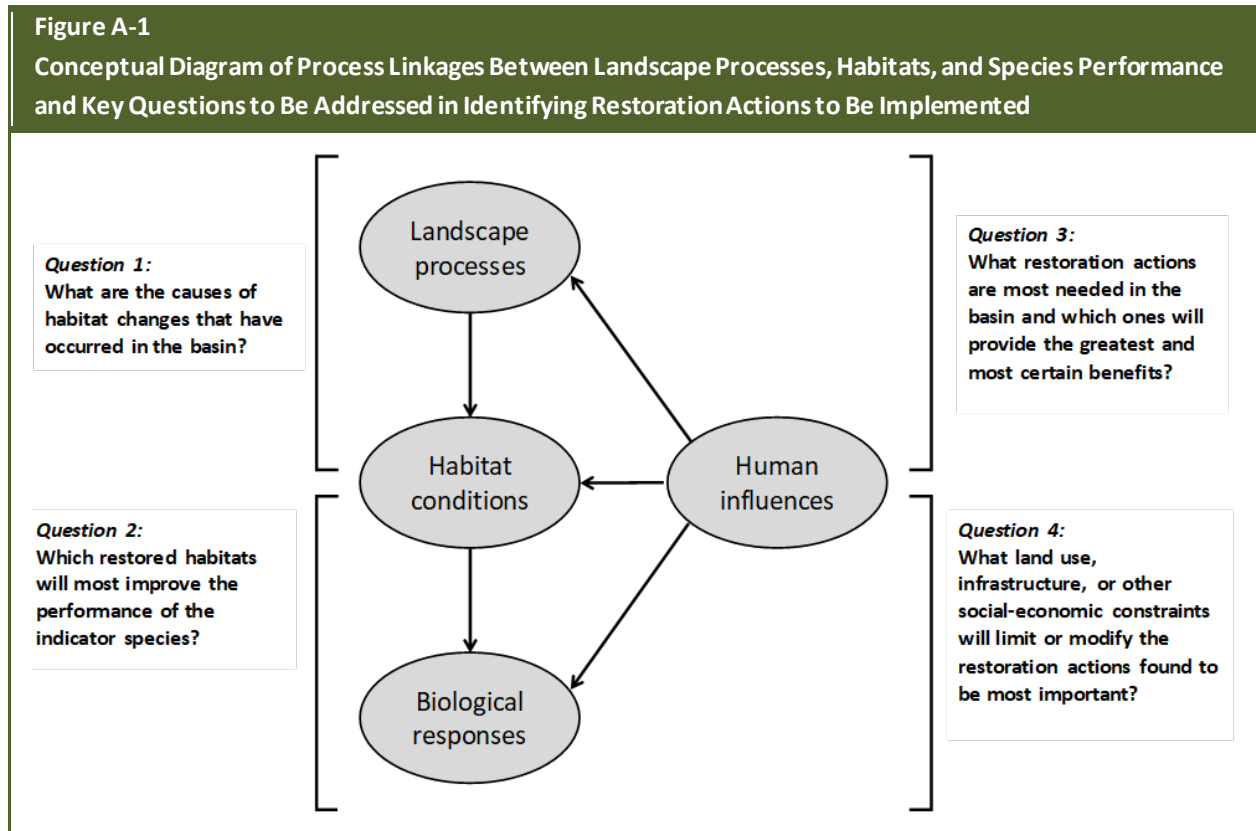 Figure A-1
Conceptual Diagram of Process Linkages Between Landscape Processes, Habitats, and Species Performance
and Key Questions to Be Addressed in Identifying Restoration Actions to Be Implemented
Question 1:
What are the causes of
habitat changes that have
occurred in the basin?
Question 2:
Which restored habitats
will most improve the
performance of the
indicator species?
Landscape
processes
Habitat
conditions
Biological
responses
Human
influences
Question 3:
What restoration actions
are most needed in the
basin and which ones will
provide the greatest and
most certain benefits?
Question 4:
What land use,
infrastructure, or other
social-economic constraints
will limit or modify the
restoration actions found to
be most important?